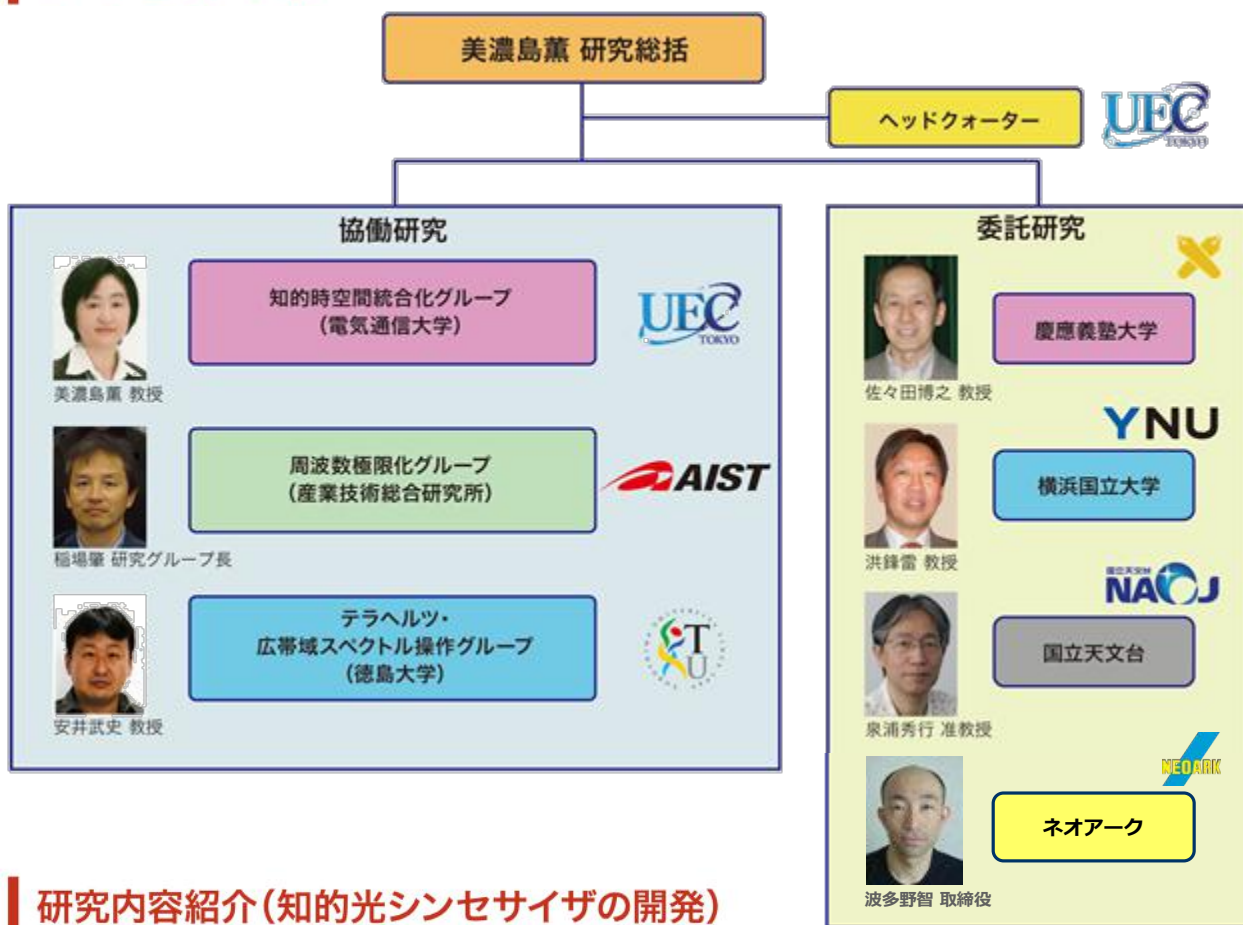 美濃島薫 研究総括
ヘッドクォーター
UEC
TOKYO
協働研究
知的時空間統合化グループ
(電気通信大学)
UEC
TOKYO
美濃島薫 教授
周波数極限化グループ
(産業技術総合研究所)
AIST
稲場肇 研究グループ長
テラヘルツ・
広帯域スペクトル操作グループ
(徳島大学)
TU
安井武史 教授
委託研究
慶應義塾大学
佐々田博之 教授
YNU
横浜国立大学
洪鋒雷 教授
国立天文台
NAOJ
国立天文台
泉浦秀行 准教授
NEOARK
ネオアーク
波多野智 取締役
研究内容紹介(知的光シンセサイザの開発)